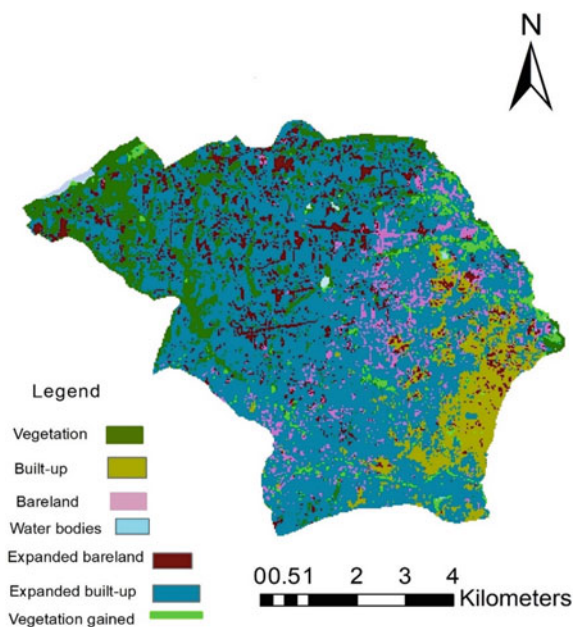 N
Legend
Vegetation
Built-up
Bareland
Water bodies
Expanded bareland
Expanded built-up
Vegetation gained
00.51 2 3 4
Kilometers